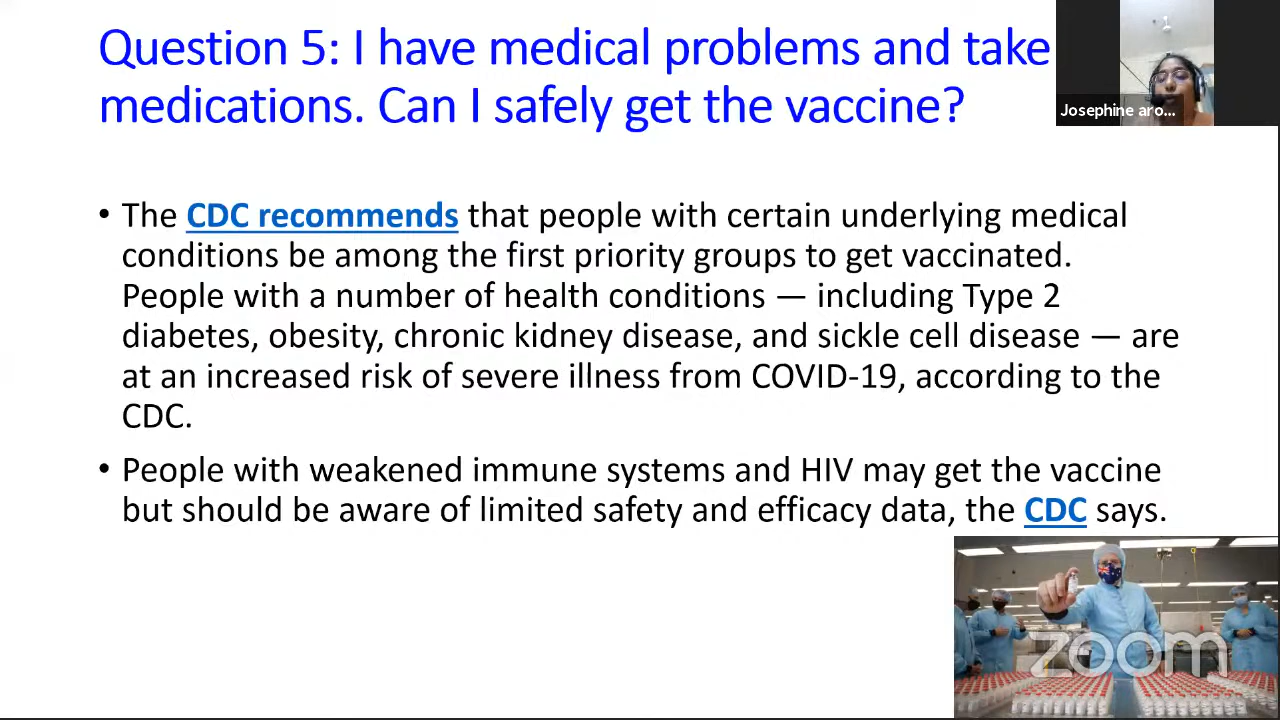 Question 5: I have medical problems and take
medications. Can I safely get the vaccine?
Josephine aro...
• The CDC recommends that people with certain underlying medical
conditions be among the first priority groups to get vaccinated.
People with a number of health conditions — including Type 2
diabetes, obesity, chronic kidney disease, and sickle cell disease — are
at an increased risk of severe illness from COVID-19, according to the
CDC.
• People with weakened immune systems and HIV may get the vaccine
but should be aware of limited safety and efficacy data, the CDC says.
zoom